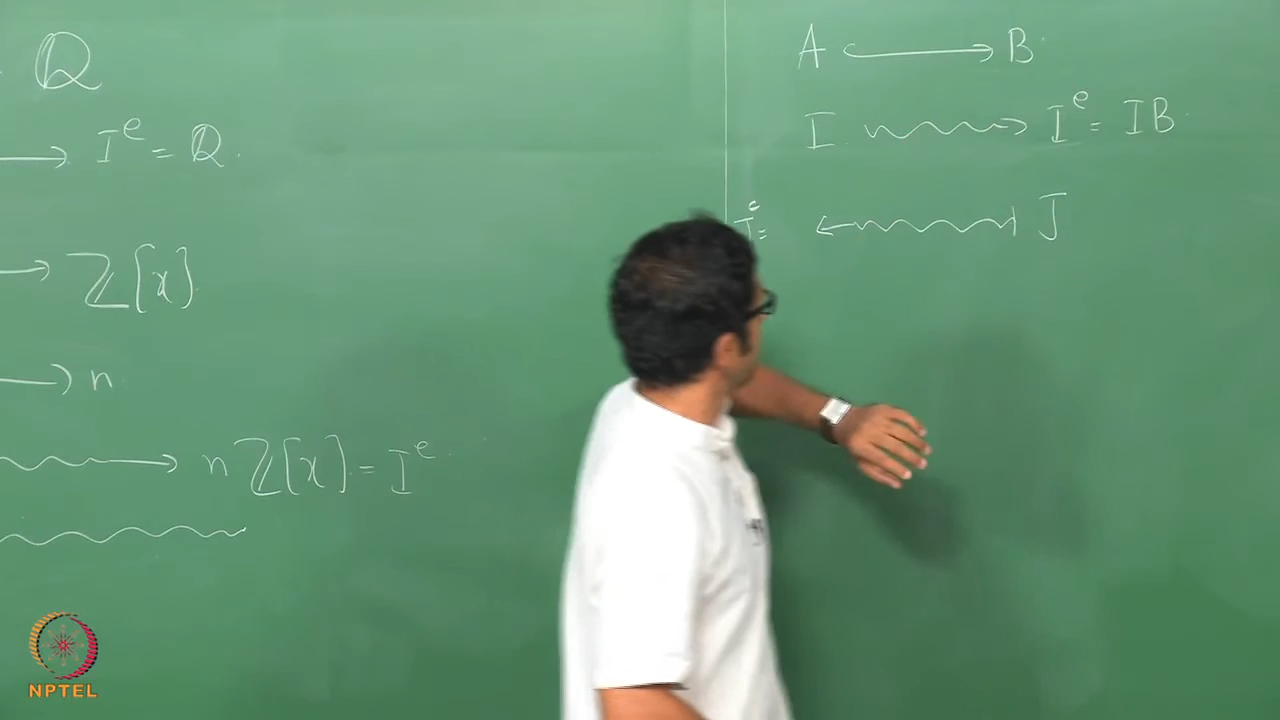 ℚ
→ Iᵉ = ℚ.
→ ℤ[x].
→ n
⟿ nℤ[x] = Iᵉ.
A ↪ B.
I ⟿ Iᵉ = IB.
Jᶜ = ⟿ J
NPTEL